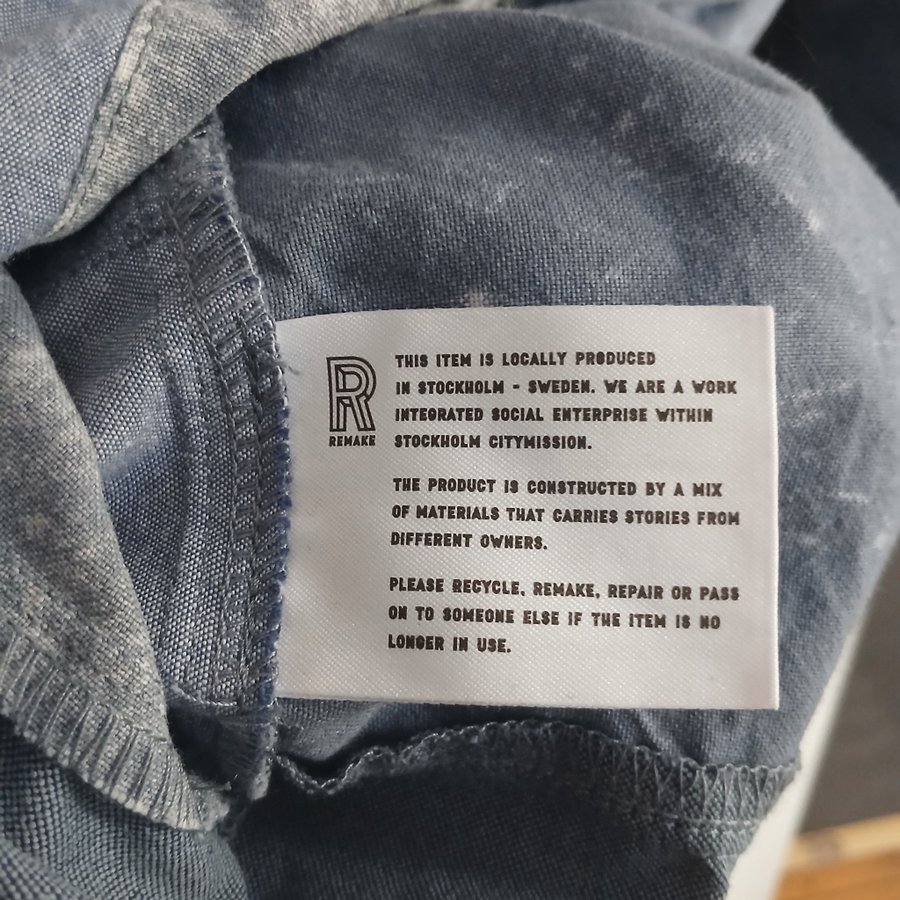 REMAKE
THIS ITEM IS LOCALLY PRODUCED
IN STOCKHOLM - SWEDEN. WE ARE A WORK
INTEGRATED SOCIAL ENTERPRISE WITHIN
STOCKHOLM CITYMISSION.
THE PRODUCT IS CONSTRUCTED BY A MIX
OF MATERIALS THAT CARRIES STORIES FROM
DIFFERENT OWNERS.
PLEASE RECYCLE, REMAKE, REPAIR OR PASS
ON TO SOMEONE ELSE IF THE ITEM IS NO
LONGER IN USE.